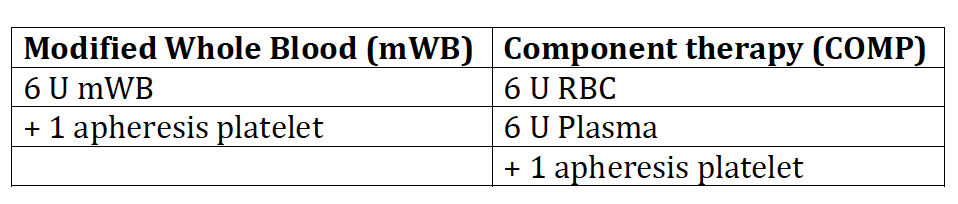 Modified Whole Blood (mWB) Component therapy (COMP)
6 U mWB 6 U RBC
+ 1 apheresis platelet 6 U Plasma
+ 1 apheresis platelet